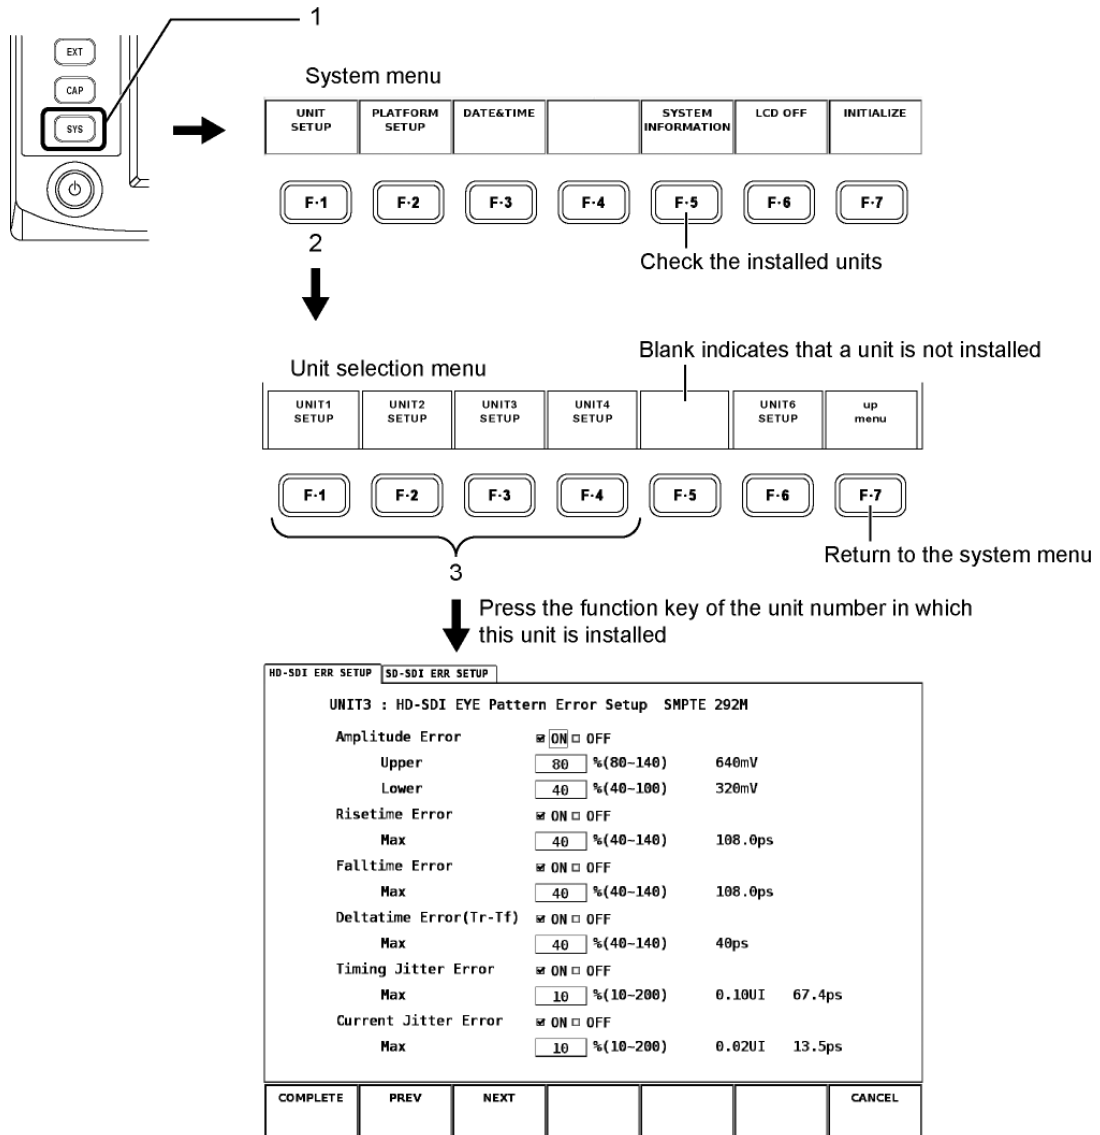 1
EXT
CAP
SYS
System menu
UNIT SETUP
PLATFORM SETUP
DATE&TIME
SYSTEM INFORMATION
LCD OFF
INITIALIZE
F·1 F·2 F·3 F·4 F·5 F·6 F·7
2
Check the installed units
Blank indicates that a unit is not installed
Unit selection menu
UNIT1 SETUP
UNIT2 SETUP
UNIT3 SETUP
UNIT4 SETUP
UNIT6 SETUP
up menu
F·1 F·2 F·3 F·4 F·5 F·6 F·7
Return to the system menu
3
Press the function key of the unit number in which
this unit is installed
HD-SDI ERR SETUP SD-SDI ERR SETUP
UNIT3 : HD-SDI EYE Pattern Error Setup SMPTE 292M
Amplitude Error ON OFF
Upper 80 %(80~140) 640mV
Lower 40 %(40~100) 320mV
Risetime Error ON OFF
Max 40 %(40~140) 108.0ps
Falltime Error ON OFF
Max 40 %(40~140) 108.0ps
Deltatime Error(Tr-Tf) ON OFF
Max 40 %(40~140) 40ps
Timing Jitter Error ON OFF
Max 10 %(10~200) 0.10UI 67.4ps
Current Jitter Error ON OFF
Max 10 %(10~200) 0.02UI 13.5ps
COMPLETE PREV NEXT CANCEL